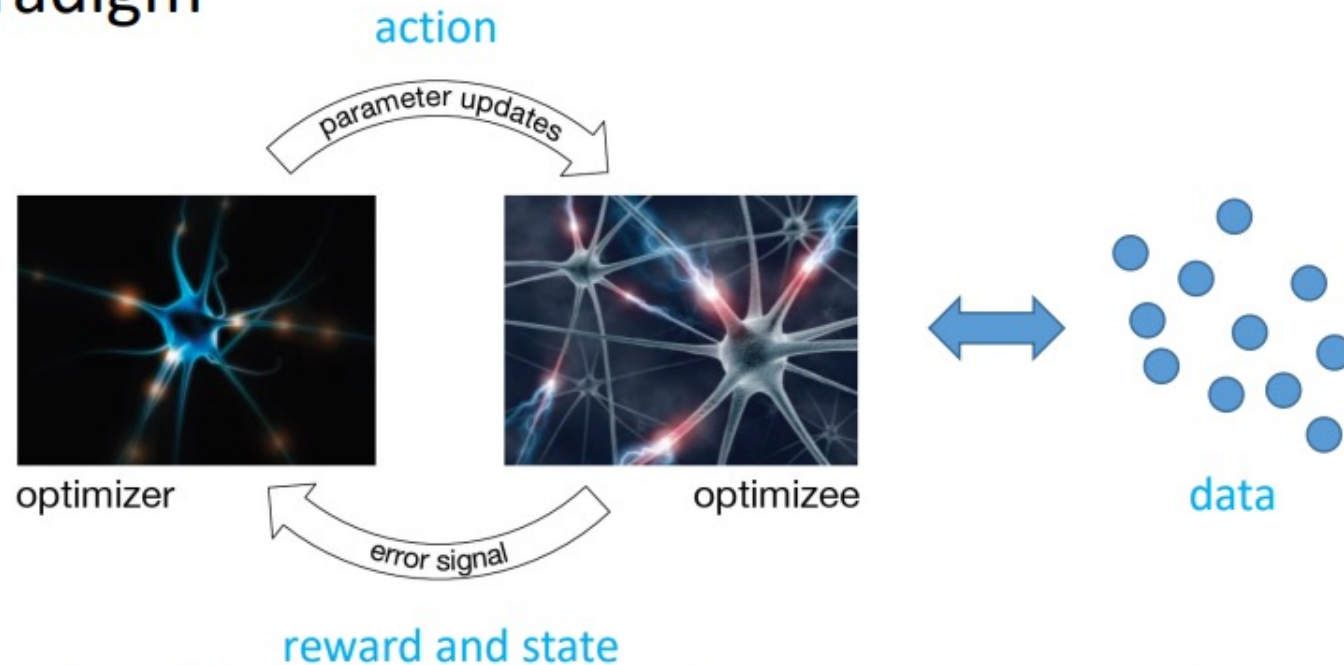 action
parameter updates
optimizer
optimizee
data
error signal
reward and state